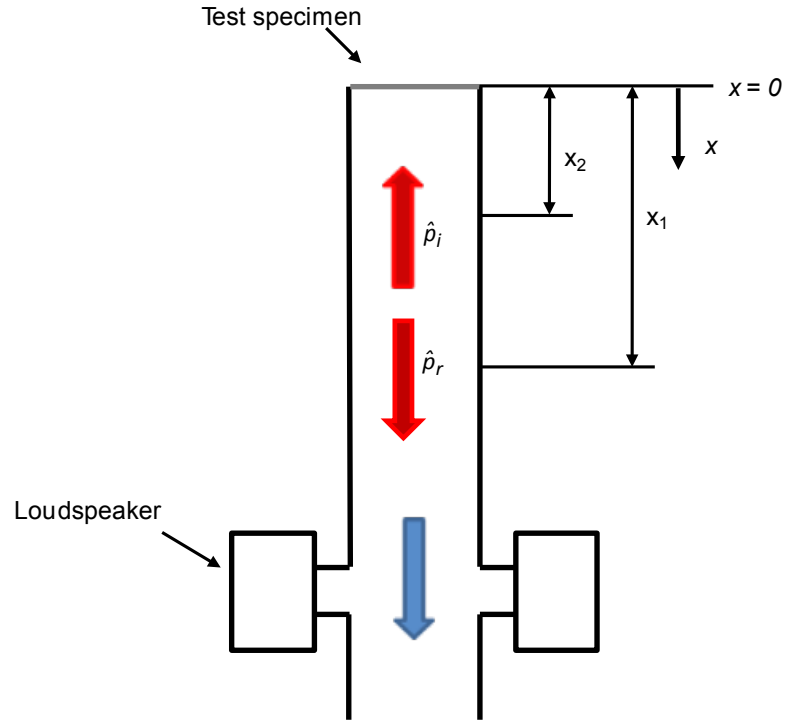 Test specimen
x = 0
x
x₂
x₁
p̂ᵢ
p̂ᵣ
Loudspeaker